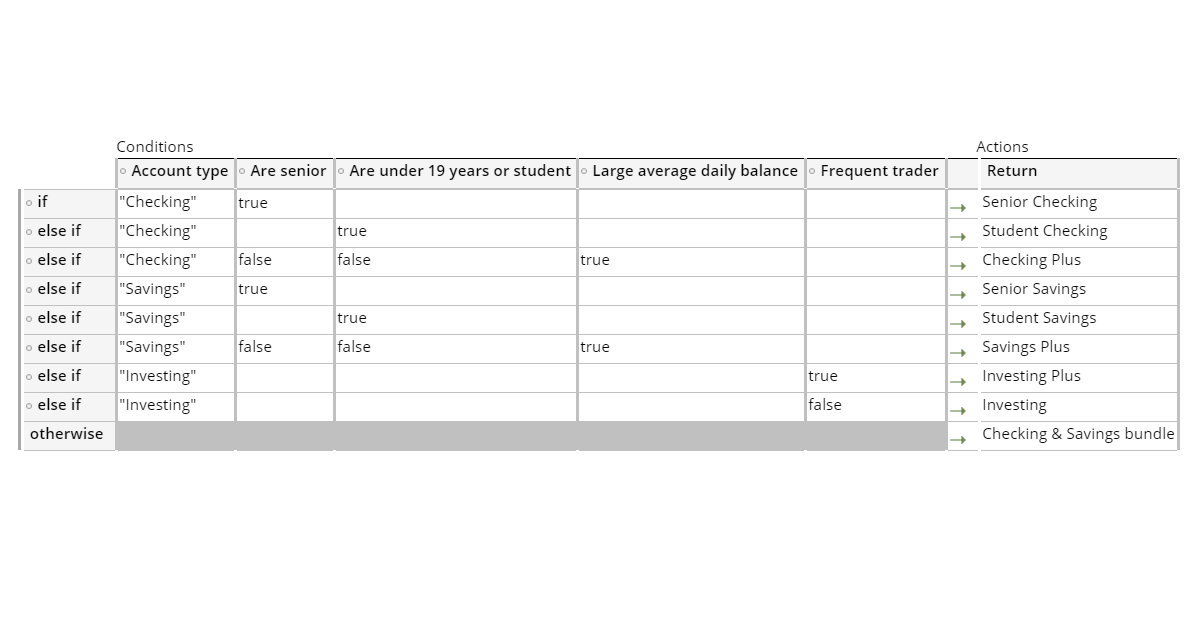 Conditions Actions
Account type Are senior Are under 19 years or student Large average daily balance Frequent trader Return
if "Checking" true Senior Checking
else if "Checking" true Student Checking
else if "Checking" false false true Checking Plus
else if "Savings" true Senior Savings
else if "Savings" true Student Savings
else if "Savings" false false true Savings Plus
else if "Investing" true Investing Plus
else if "Investing" false Investing
otherwise Checking & Savings bundle